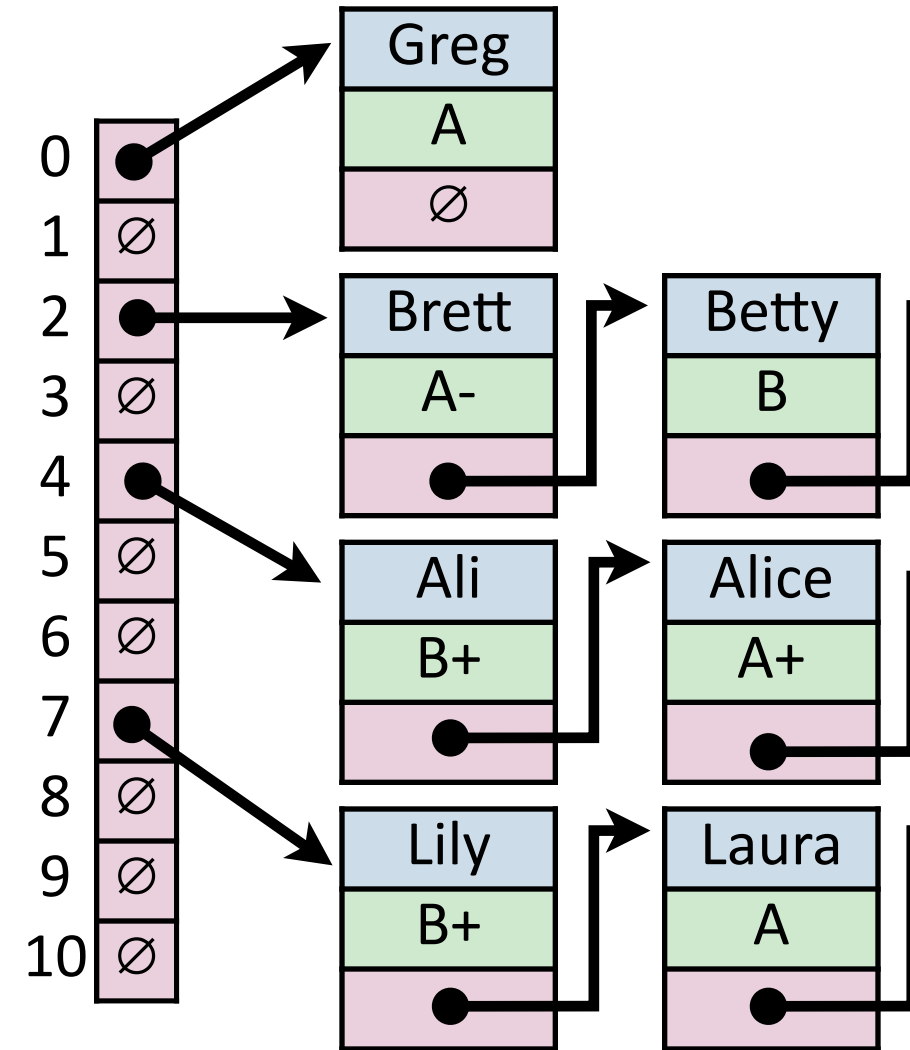 0
1
2
3
4
5
6
7
8
9
10
∅
∅
∅
∅
∅
∅
∅
Greg
A
∅
Brett
A-
Betty
B
Ali
B+
Alice
A+
Lily
B+
Laura
A